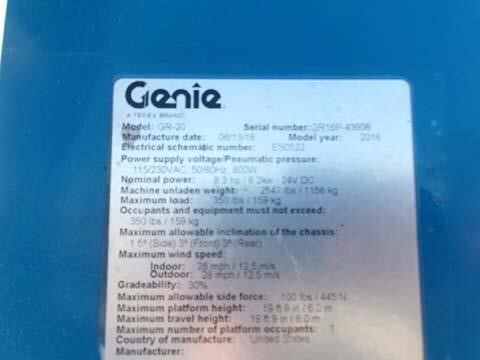 Genie
A TEREX BRAND
Model: GR-20 Serial number: GR16P-43906
Manufacture date: 06/13/16 Model year: 2016
Electrical schematic number: ES0522
Power supply voltage/Pneumatic pressure:
115/230VAC, 50/60Hz, 800W
Nominal power: 8.3 hp / 6.2kw 24V DC
Machine unladen weight: ~ 2547 lbs / 1156 kg
Maximum load: 350 lbs / 159 kg
Occupants and equipment must not exceed:
350 lbs / 159 kg
Maximum allowable inclination of the chassis:
1.5° (Side) 3° (Front) 3° (Rear)
Maximum wind speed:
Indoor: 28 mph / 12.5 m/s
Outdoor: 28 mph / 12.5 m/s
Gradeability: 30%
Maximum allowable side force: 100 lbs / 445 N
Maximum platform height: 19 ft 9 in / 6.0 m
Maximum travel height: 19 ft 9 in / 6.0 m
Maximum number of platform occupants: 1
Country of manufacture: United States
Manufacturer: